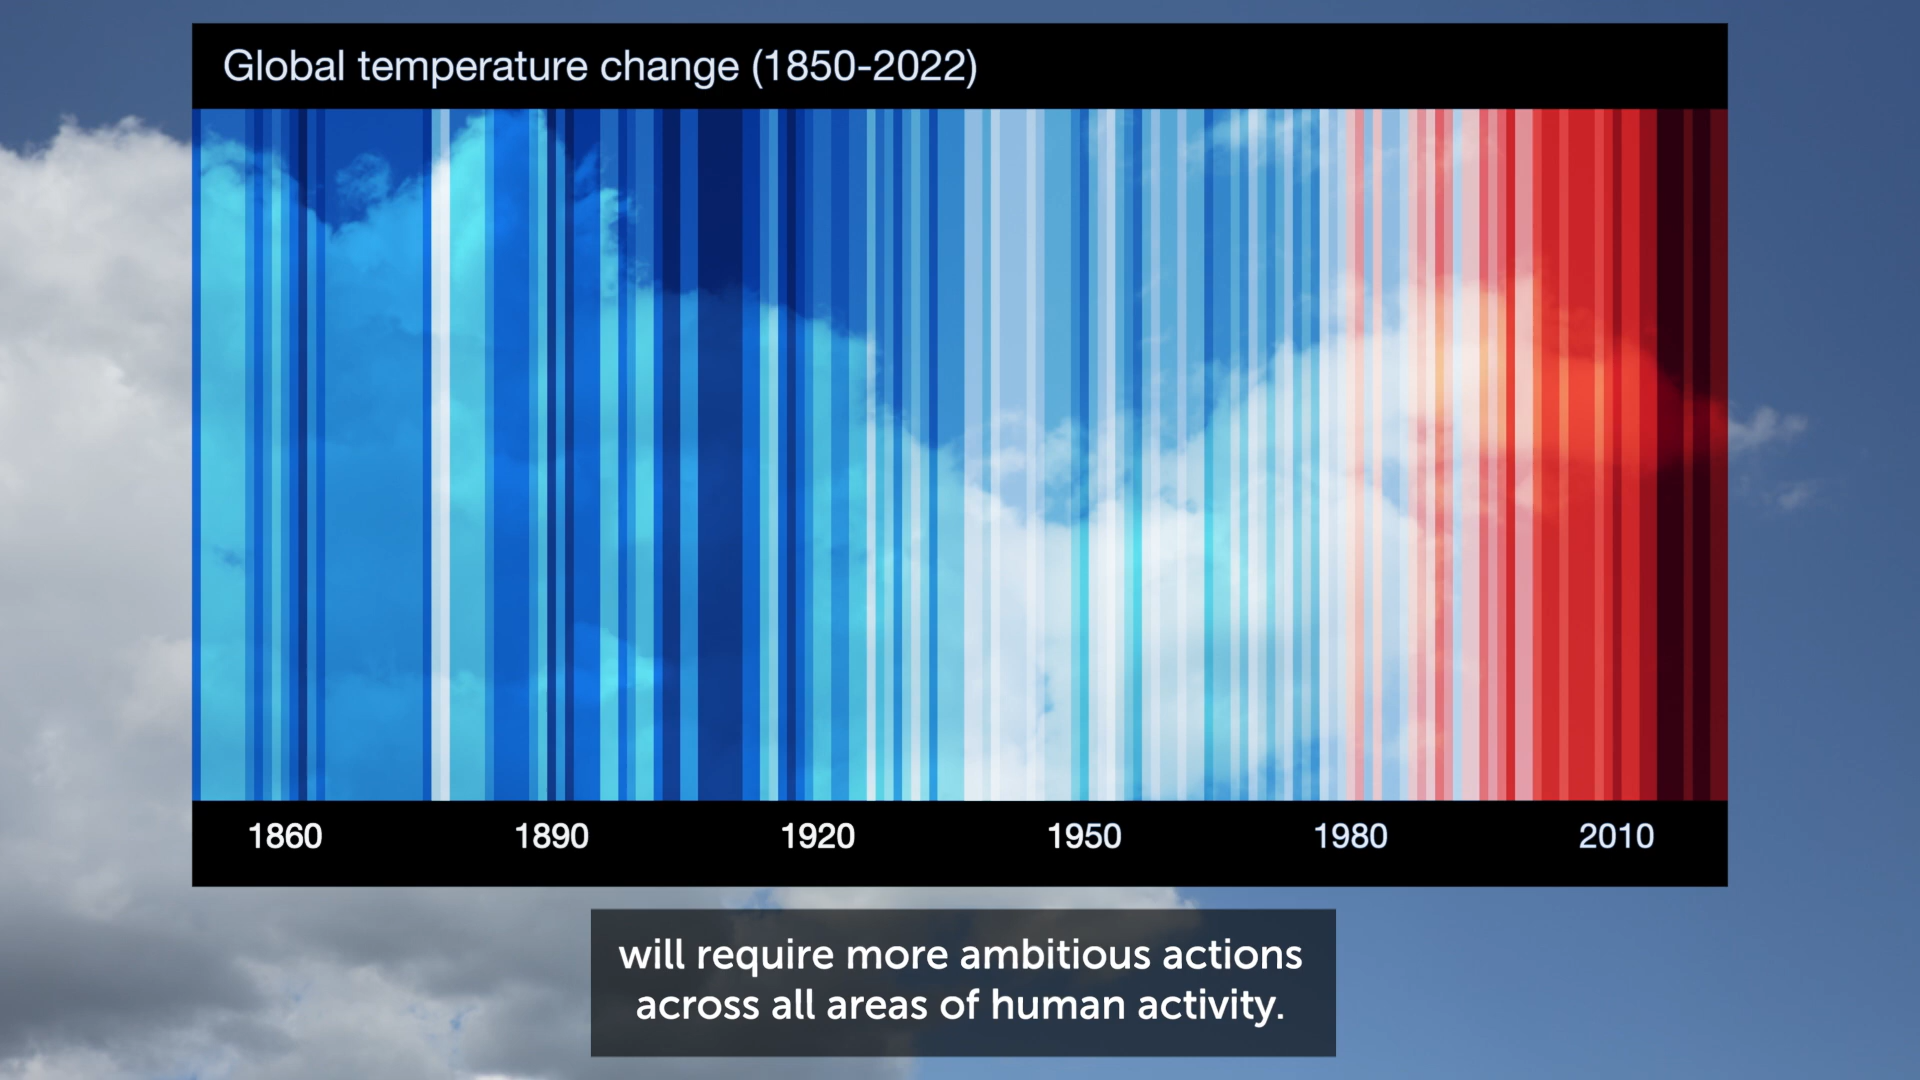 Global temperature change (1850-2022)
1860 1890 1920 1950 1980 2010
will require more ambitious actions
across all areas of human activity.